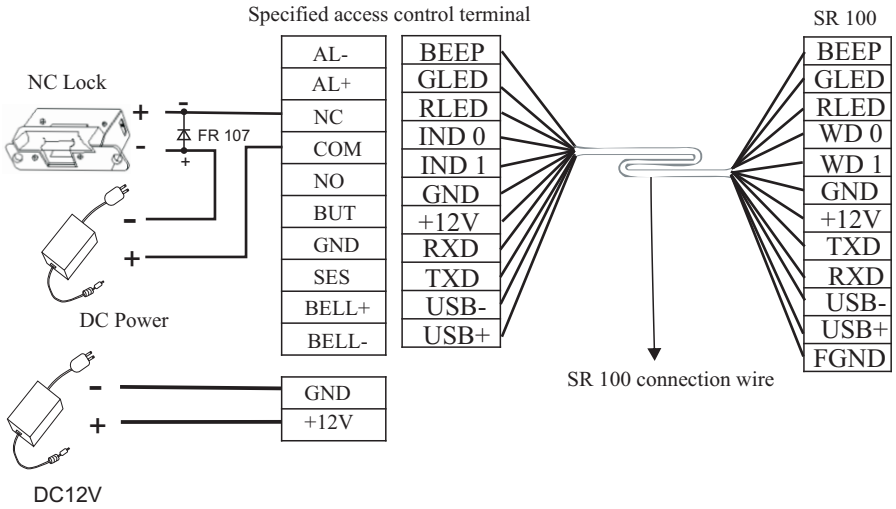 Specified access control terminal
SR 100
NC Lock
+
-
-
FR 107
+
-
+
DC Power
AL-
AL+
NC
COM
NO
BUT
GND
SES
BELL+
BELL-
BEEP
GLED
RLED
IND 0
IND 1
GND
+12V
RXD
TXD
USB-
USB+
BEEP
GLED
RLED
WD 0
WD 1
GND
+12V
TXD
RXD
USB-
USB+
FGND
SR 100 connection wire
-
+
GND
+12V
DC12V